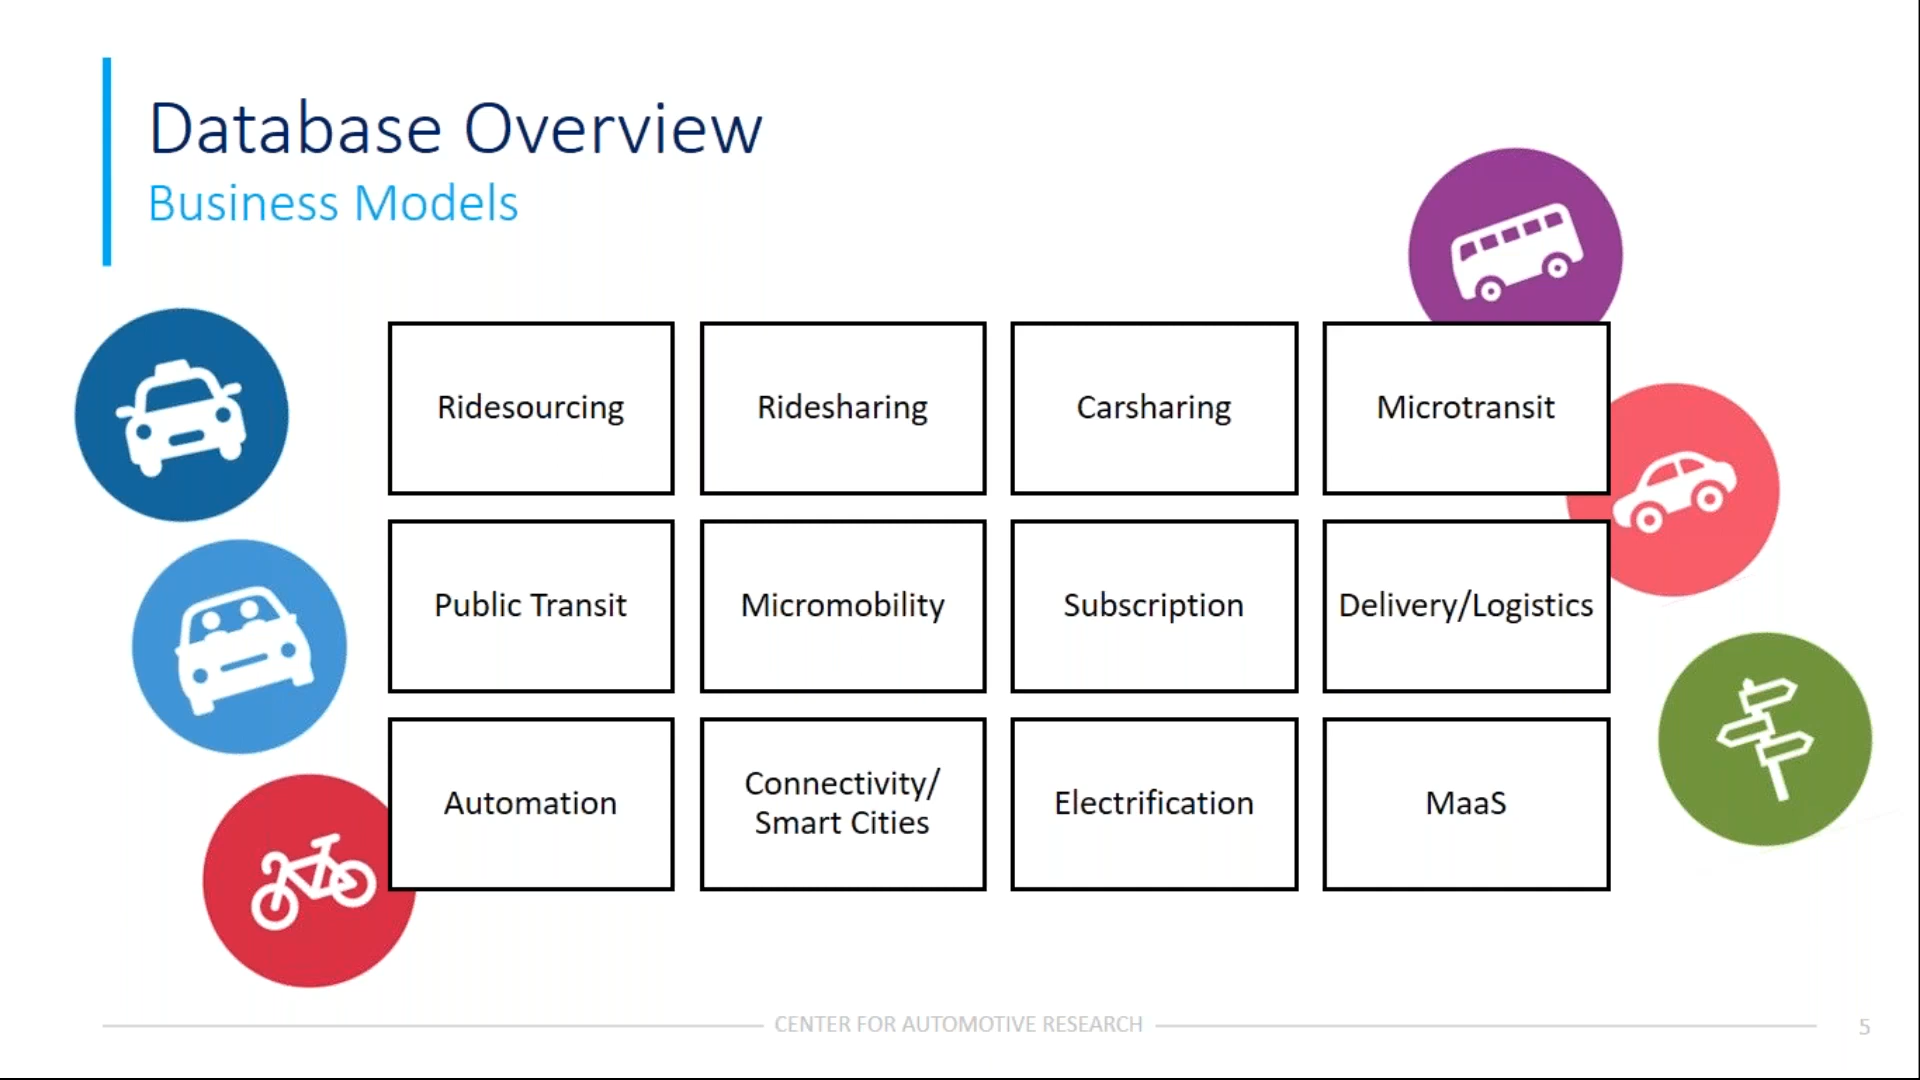 Database Overview
Business Models
Ridesourcing
Ridesharing
Carsharing
Microtransit
Public Transit
Micromobility
Subscription
Delivery/Logistics
Automation
Connectivity/
Smart Cities
Electrification
MaaS
CENTER FOR AUTOMOTIVE RESEARCH
5